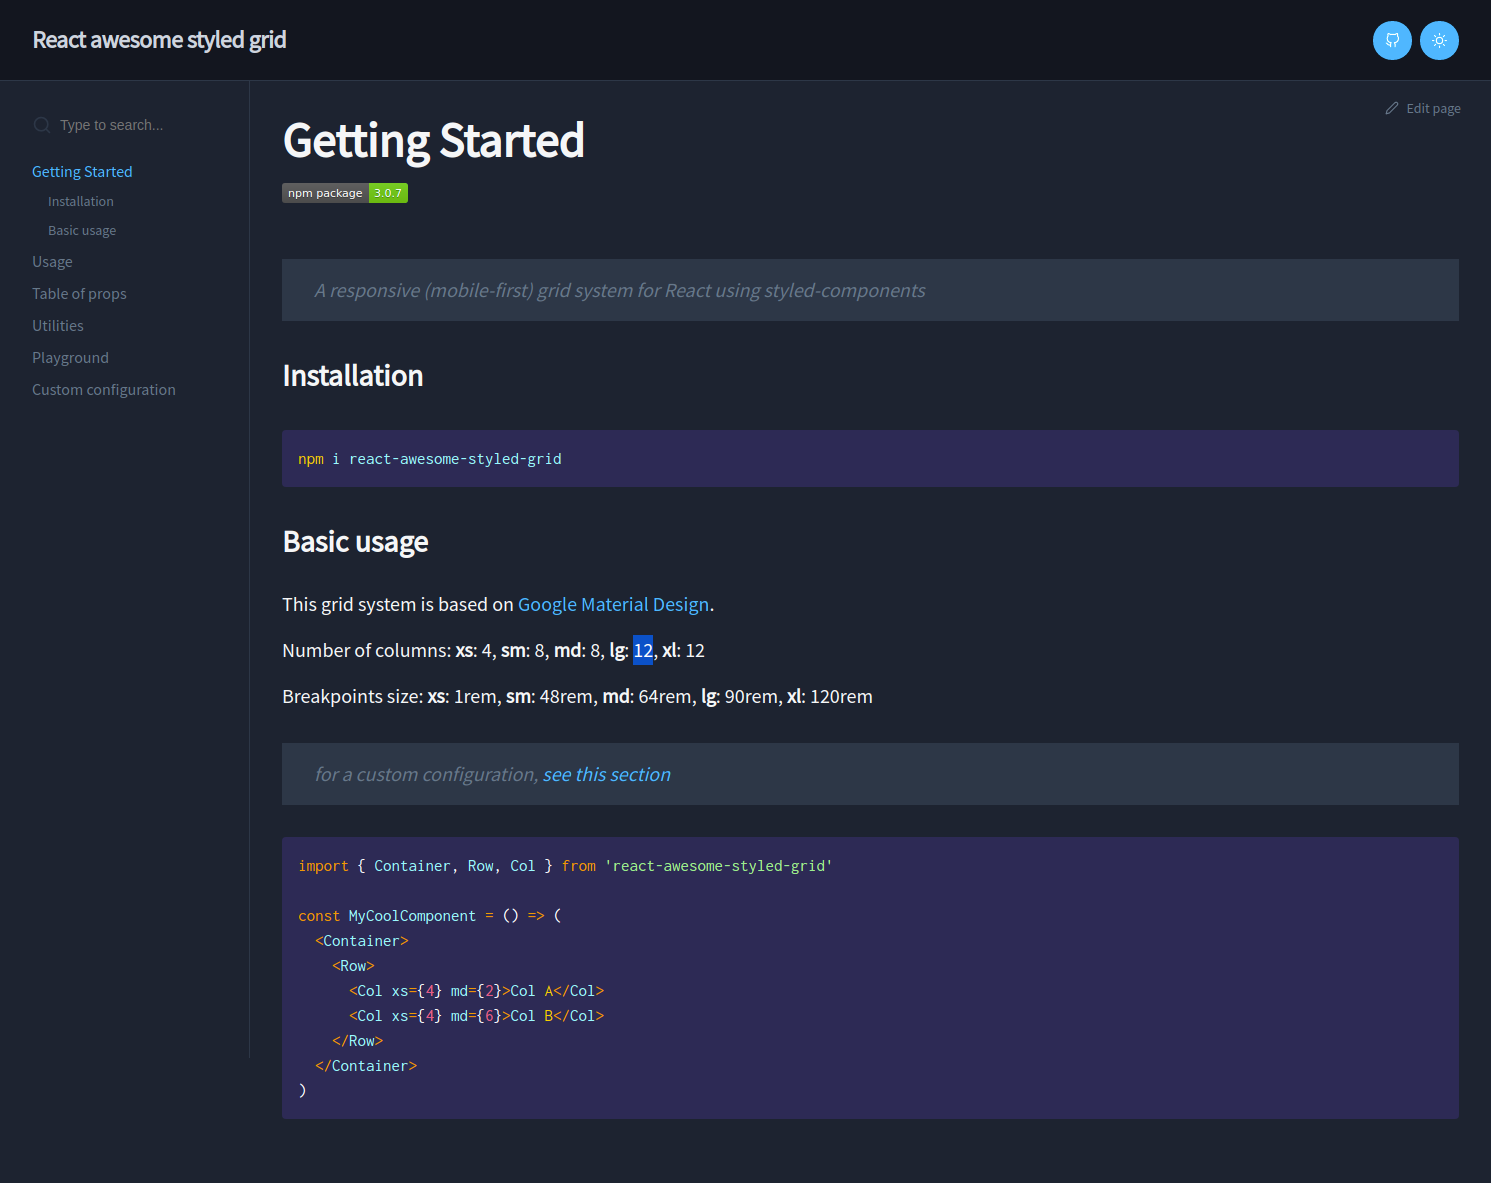 React awesome styled grid
Type to search...
Edit page
Getting Started
Installation
Basic usage
Usage
Table of props
Utilities
Playground
Custom configuration
Getting Started
npm package 3.0.7
A responsive (mobile-first) grid system for React using styled-components
Installation
npm i react-awesome-styled-grid
Basic usage
This grid system is based on Google Material Design.
Number of columns: xs: 4, sm: 8, md: 8, lg: 12, xl: 12
Breakpoints size: xs: 1rem, sm: 48rem, md: 64rem, lg: 90rem, xl: 120rem
for a custom configuration, see this section
import { Container, Row, Col } from 'react-awesome-styled-grid'
const MyCoolComponent = () => (
  <Container>
    <Row>
      <Col xs={4} md={2}>Col A</Col>
      <Col xs={4} md={6}>Col B</Col>
    </Row>
  </Container>
)